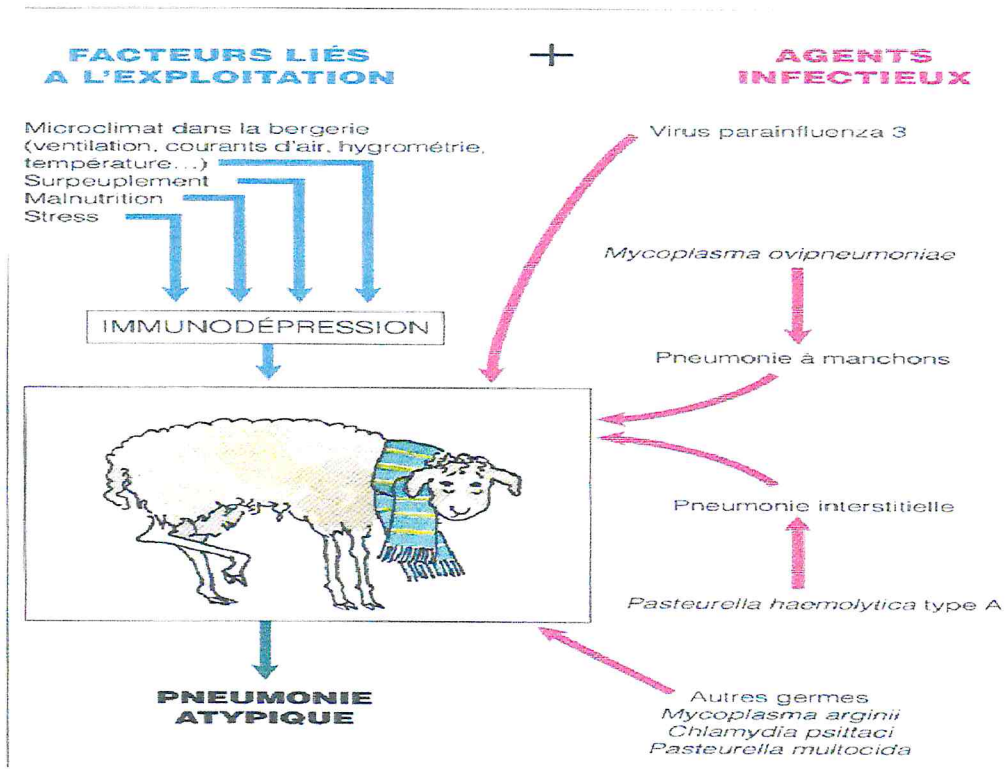 FACTEURS LIÉS
A L'EXPLOITATION
+
AGENTS
INFECTIEUX
Microclimat dans la bergerie
(ventilation, courants d'air, hygrométrie,
température...)
Surpeuplement
Malnutrition
Stress
IMMUNODÉPRESSION
Virus parainfluenza 3
Mycoplasma ovipneumoniae
Pneumonie à manchons
Pneumonie interstitielle
Pasteurella haemolytica type A
Autres germes
Mycoplasma arginii
Chlamydia psittaci
Pasteurella multocida
PNEUMONIE
ATYPIQUE